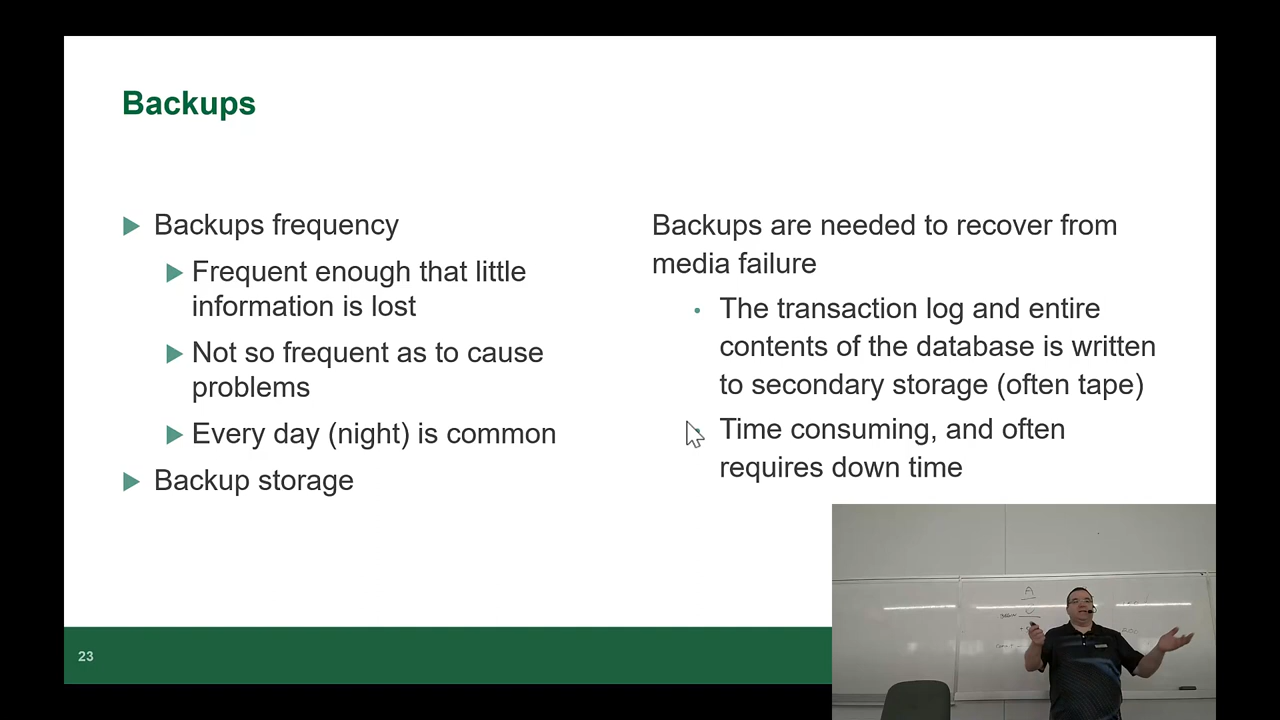 Backups
Backups frequency
Frequent enough that little
information is lost
Not so frequent as to cause
problems
Every day (night) is common
Backup storage
Backups are needed to recover from
media failure
The transaction log and entire
contents of the database is written
to secondary storage (often tape)
Time consuming, and often
requires down time
23
A